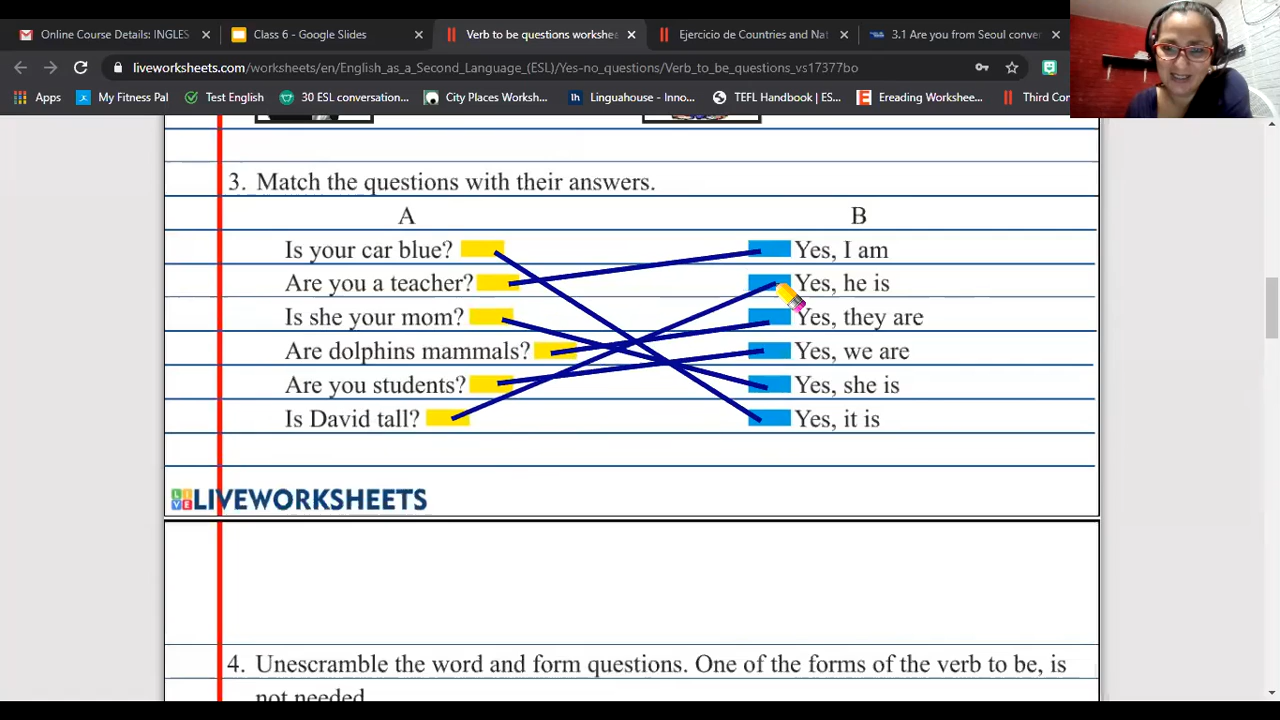 Online Course Details: INGLES
Class 6 - Google Slides
Verb to be questions workshee
Ejercicio de Countries and Nat
3.1 Are you from Seoul conver
liveworksheets.com/worksheets/en/English_as_a_Second_Language_(ESL)/Yes-no_questions/Verb_to_be_questions_vs17377bo
Apps
My Fitness Pal
Test English
30 ESL conversation...
City Places Worksh...
Linguahouse - Inno...
TEFL Handbook | ES...
Ereading Workshee...
Third Con
3. Match the questions with their answers.
A B
Is your car blue? Yes, I am
Are you a teacher? Yes, he is
Is she your mom? Yes, they are
Are dolphins mammals? Yes, we are
Are you students? Yes, she is
Is David tall? Yes, it is
LIVEWORKSHEETS
4. Unescramble the word and form questions. One of the forms of the verb to be, is
not needed